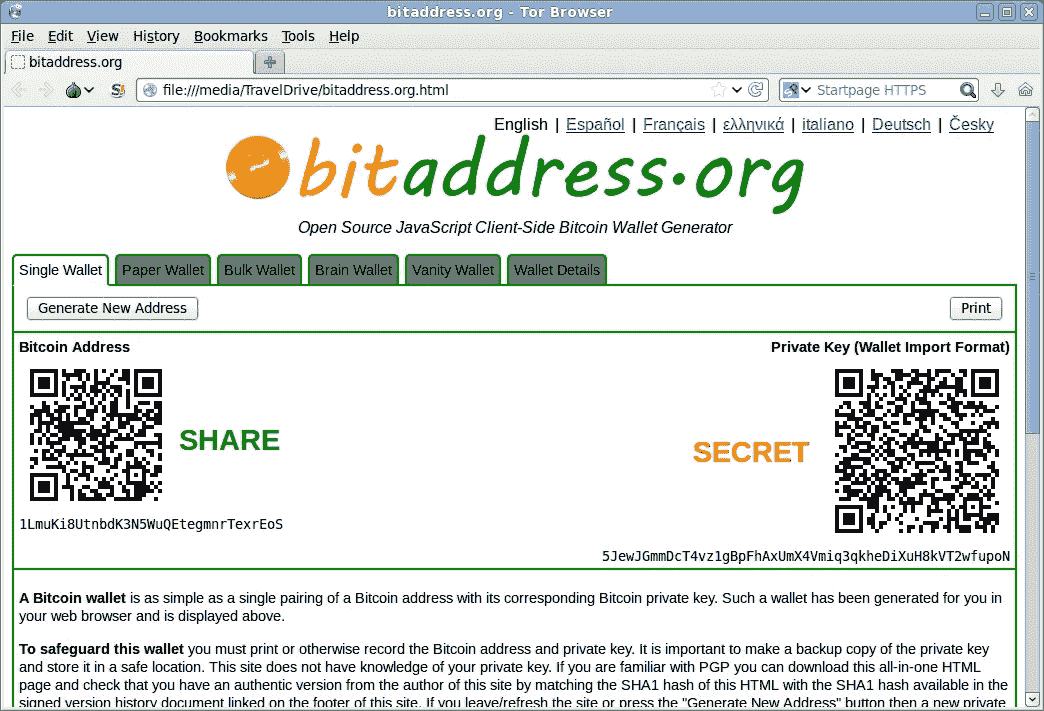 bitaddress.org - Tor Browser
File Edit View History Bookmarks Tools Help
bitaddress.org
file:///media/TravelDrive/bitaddress.org.html
Startpage HTTPS
English | Español | Français | ελληνικά | italiano | Deutsch | Česky
bitaddress.org
Open Source JavaScript Client-Side Bitcoin Wallet Generator
Single Wallet Paper Wallet Bulk Wallet Brain Wallet Vanity Wallet Wallet Details
Generate New Address Print
Bitcoin Address Private Key (Wallet Import Format)
SHARE
SECRET
1LmuKi8UtnbdK3N5WuQEtegmnrTexrEoS
5JewJGmmDcT4vz1gBpFhAxUmX4Vmiq3qkheDiXuH8kVT2wfupoN
A Bitcoin wallet is as simple as a single pairing of a Bitcoin address with its corresponding Bitcoin private key. Such a wallet has been generated for you in
your web browser and is displayed above.
To safeguard this wallet you must print or otherwise record the Bitcoin address and private key. It is important to make a backup copy of the private key
and store it in a safe location. This site does not have knowledge of your private key. If you are familiar with PGP you can download this all-in-one HTML
page and check that you have an authentic version from the author of this site by matching the SHA1 hash of this HTML with the SHA1 hash available in the
signed version history document linked on the footer of this site. If you leave/refresh the site or press the "Generate New Address" button then a new private